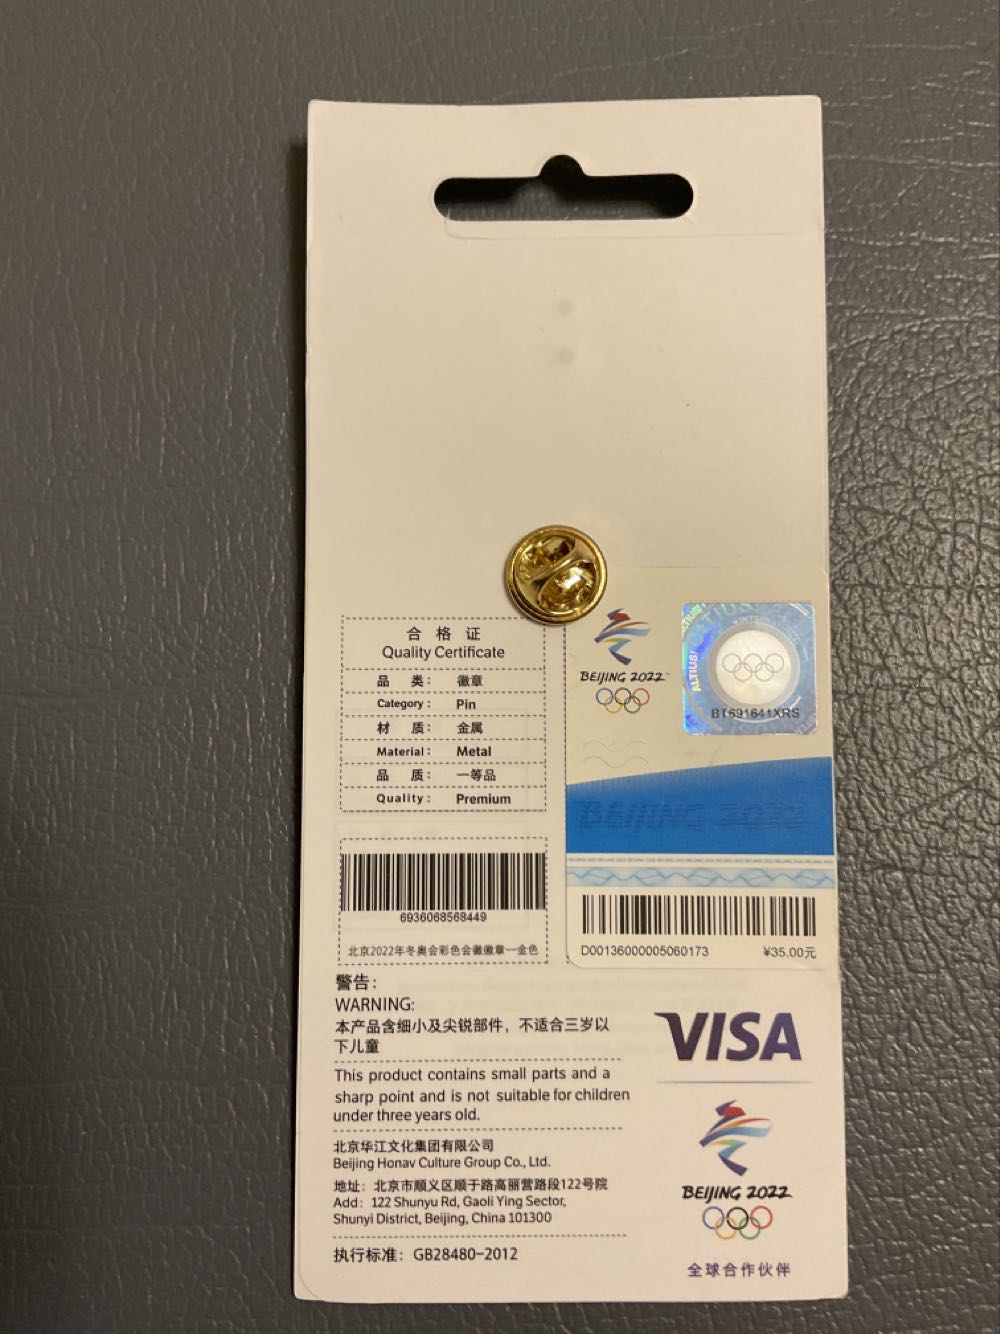 合 格 证
Quality Certificate
品 类： 徽章
Category: Pin
材 质： 金属
Material: Metal
品 质： 一等品
Quality: Premium
6936068568449
北京2022年冬奥会彩色会徽徽章--金色
BEIJING 2022
ALTIUS!
BT691641XRS
BEIJING 2022
D00136000005060173 ¥35.00元
警告：
WARNING:
本产品含细小及尖锐部件，不适合三岁以
下儿童
This product contains small parts and a
sharp point and is not suitable for children
under three years old.
北京华江文化集团有限公司
Beijing Honav Culture Group Co., Ltd.
地址：北京市顺义区顺于路高丽营路段122号院
Add: 122 Shunyu Rd, Gaoli Ying Sector,
Shunyi District, Beijing, China 101300
执行标准：GB28480-2012
VISA
BEIJING 2022
全球合作伙伴